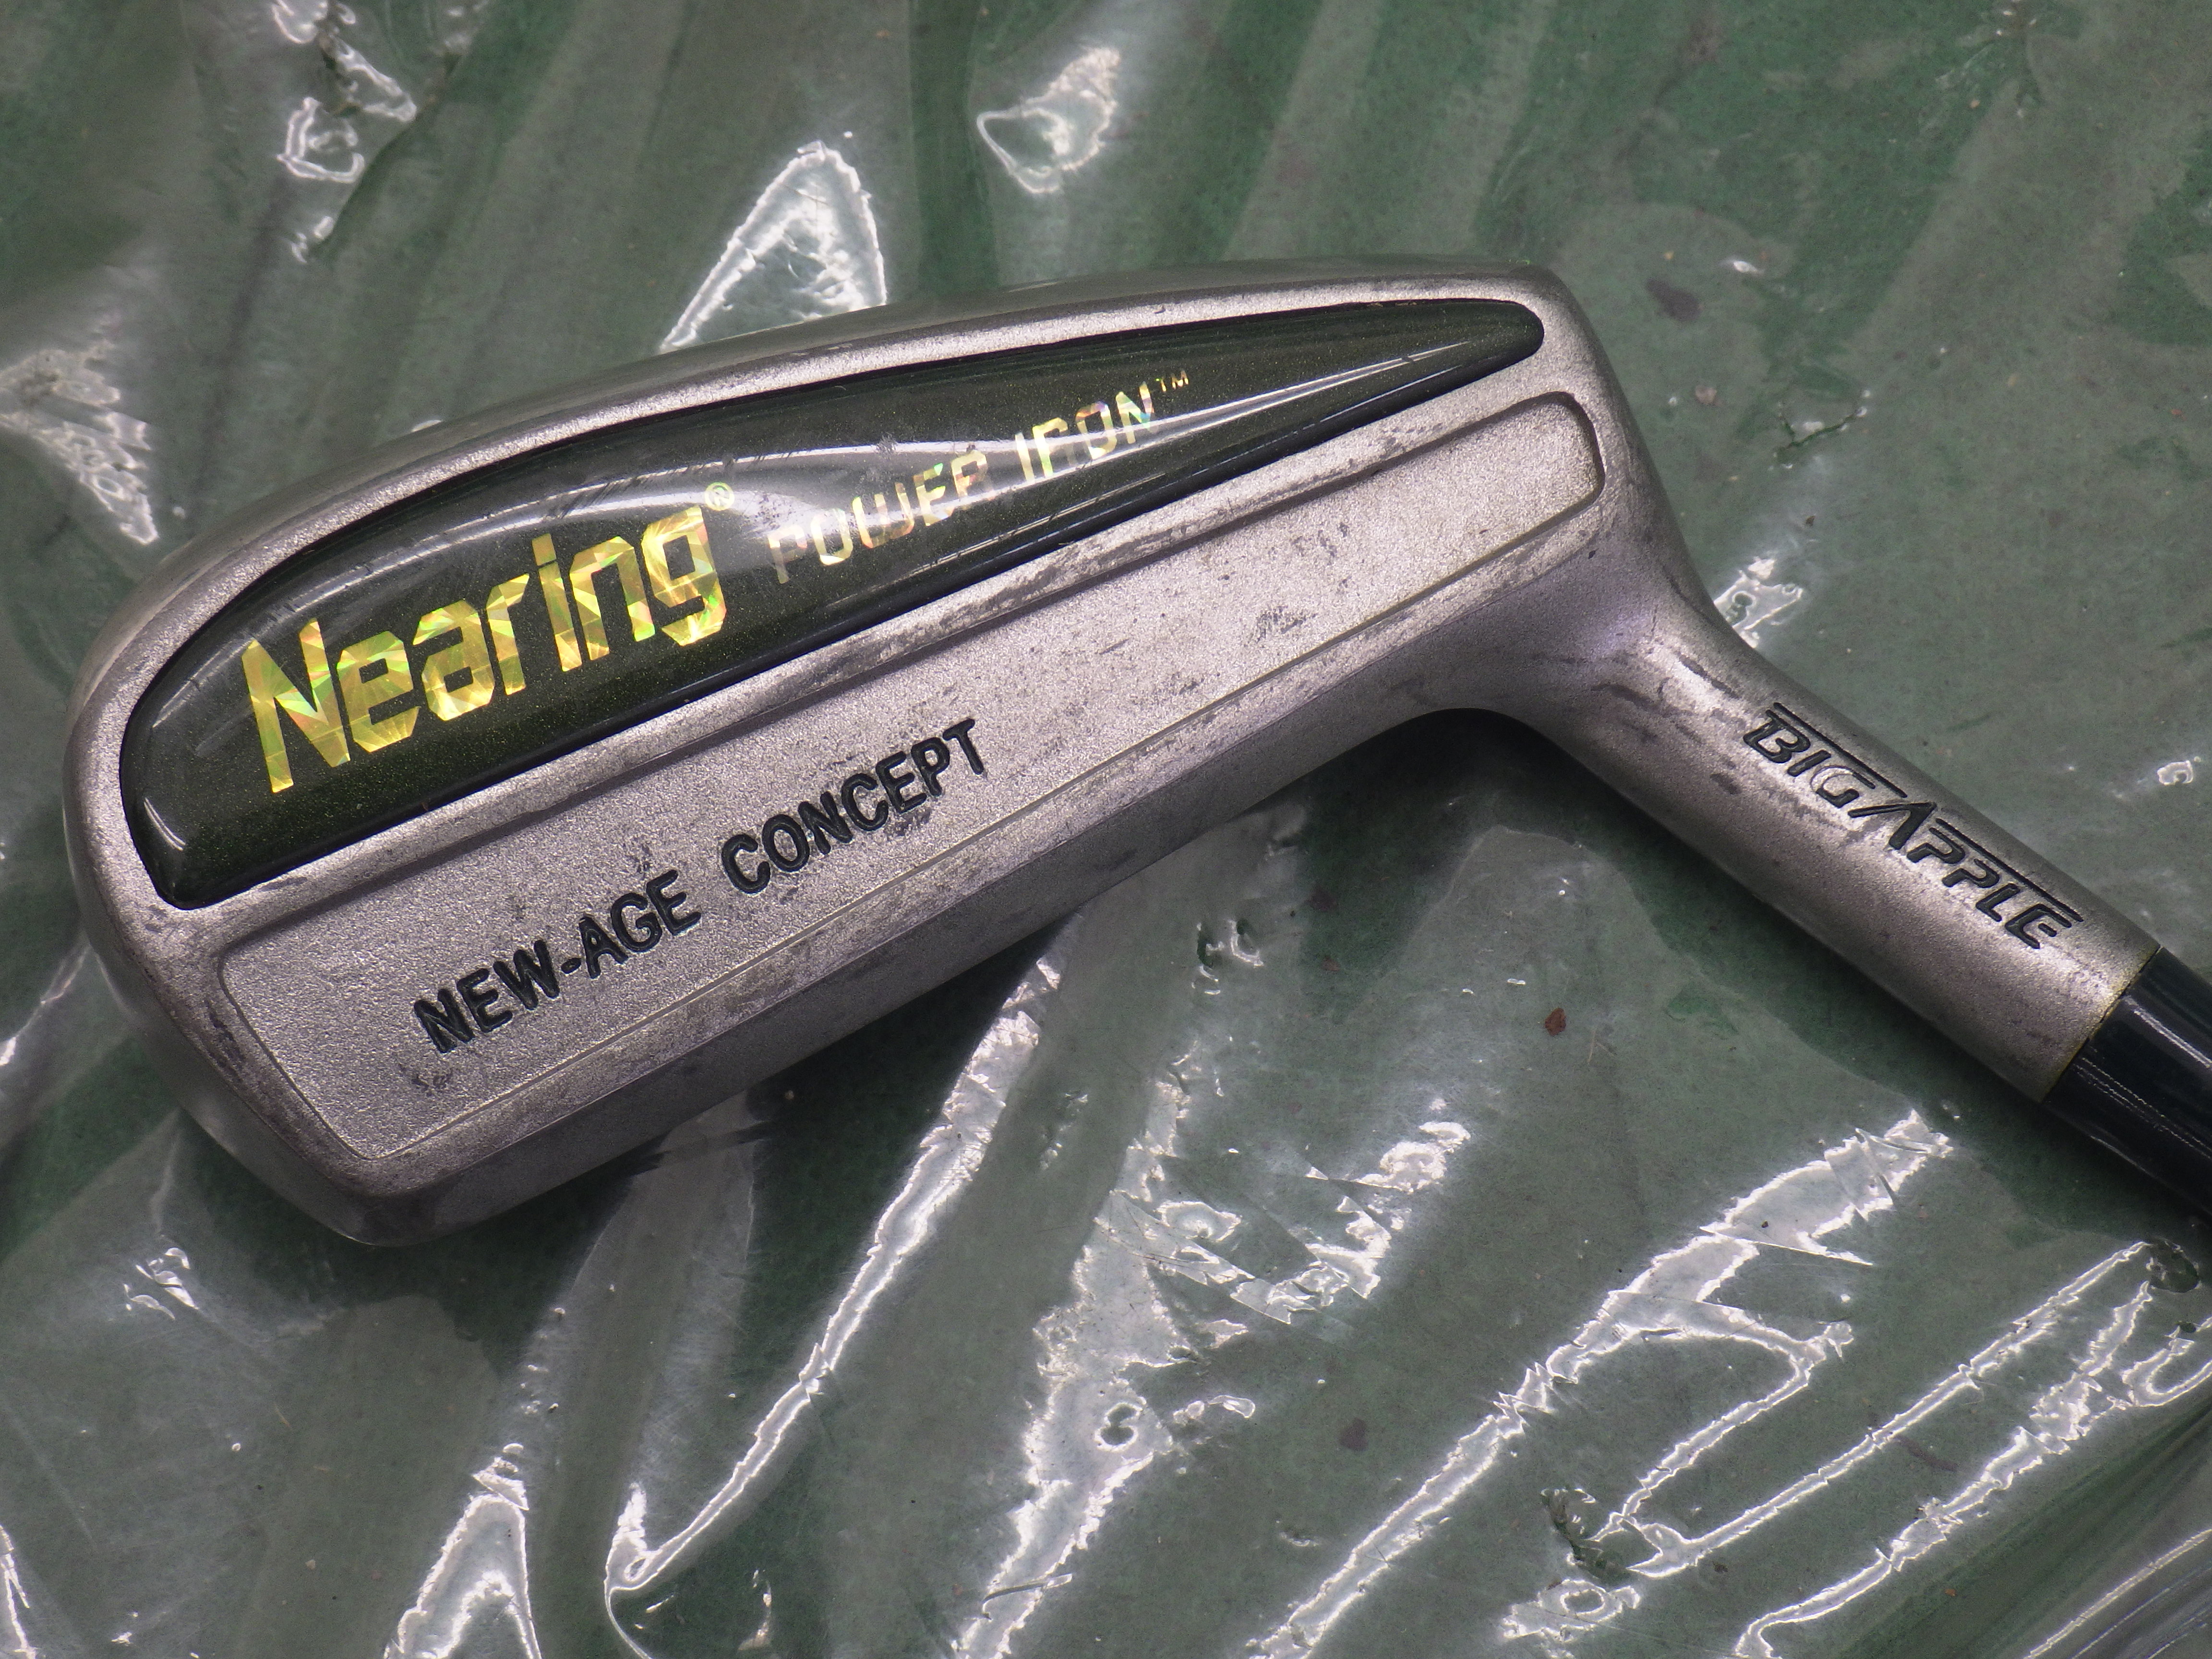 Nearing® POWER IRON™
NEW-AGE CONCEPT
BIG APPLE